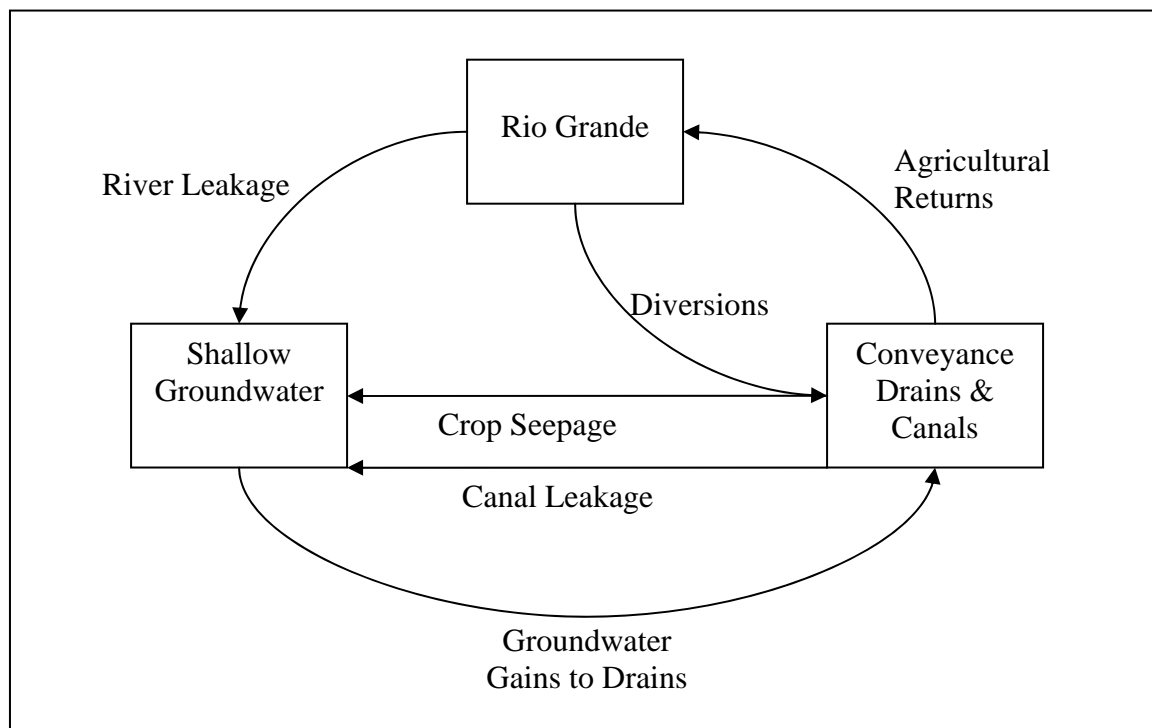 Rio Grande
River Leakage
Agricultural
Returns
Diversions
Shallow
Groundwater
Conveyance
Drains &
Canals
Crop Seepage
Canal Leakage
Groundwater
Gains to Drains